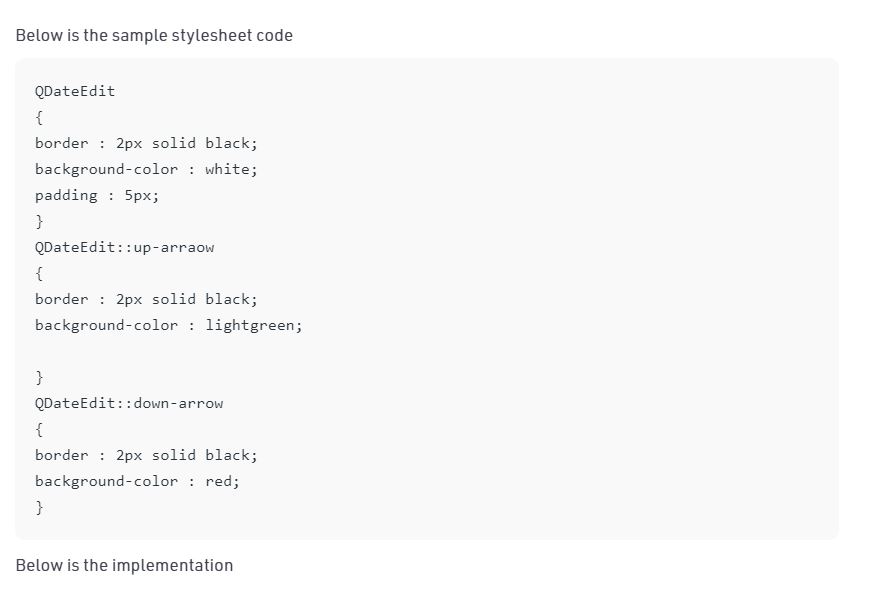 Below is the sample stylesheet code
QDateEdit
{
border : 2px solid black;
background-color : white;
padding : 5px;
}
QDateEdit::up-arraow
{
border : 2px solid black;
background-color : lightgreen;
}
QDateEdit::down-arrow
{
border : 2px solid black;
background-color : red;
}
Below is the implementation